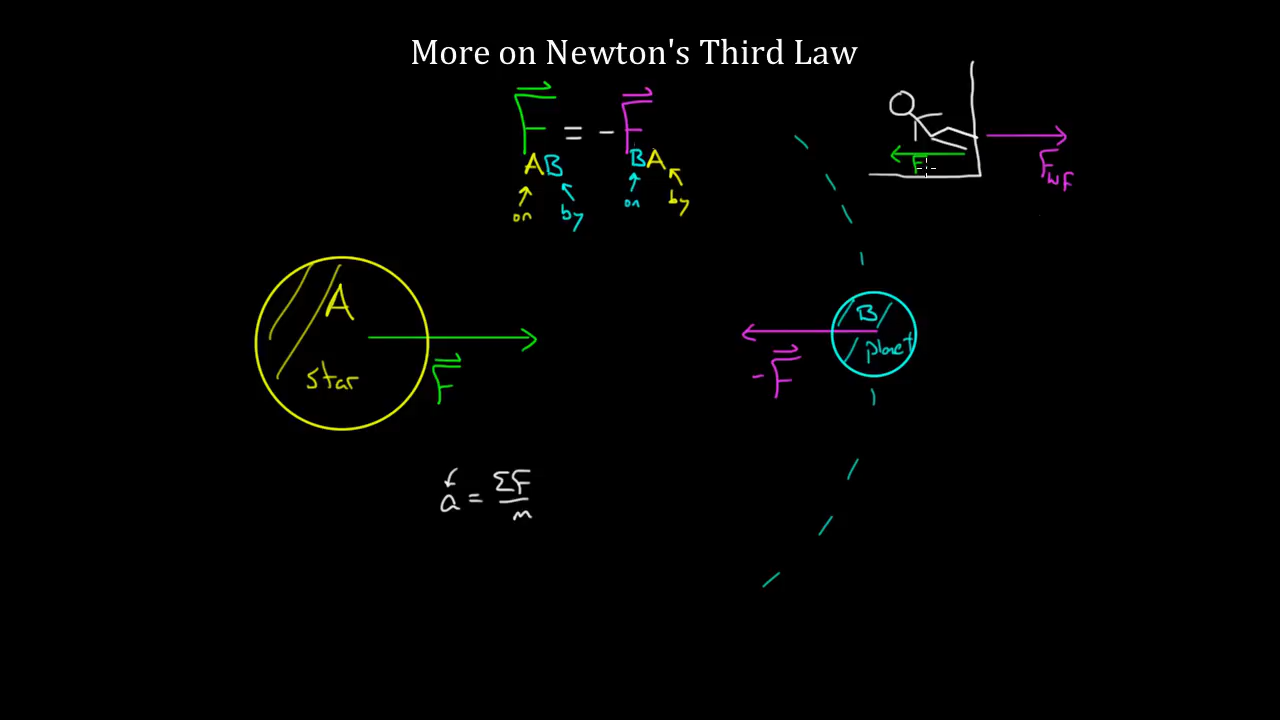 More on Newton's Third Law
F = - F
AB BA
on by on by
F
F WF
A
star
F
B
planet
-F
a = ΣF
m